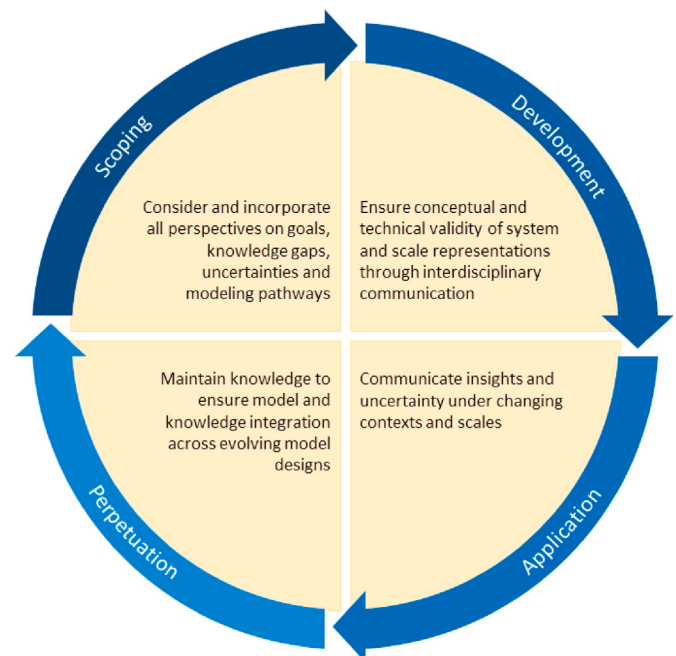 Scoping
Consider and incorporate
all perspectives on goals,
knowledge gaps,
uncertainties and
modeling pathways
Development
Ensure conceptual and
technical validity of system
and scale representations
through interdisciplinary
communication
Application
Communicate insights and
uncertainty under changing
contexts and scales
Perpetuation
Maintain knowledge to
ensure model and
knowledge integration
across evolving model
designs